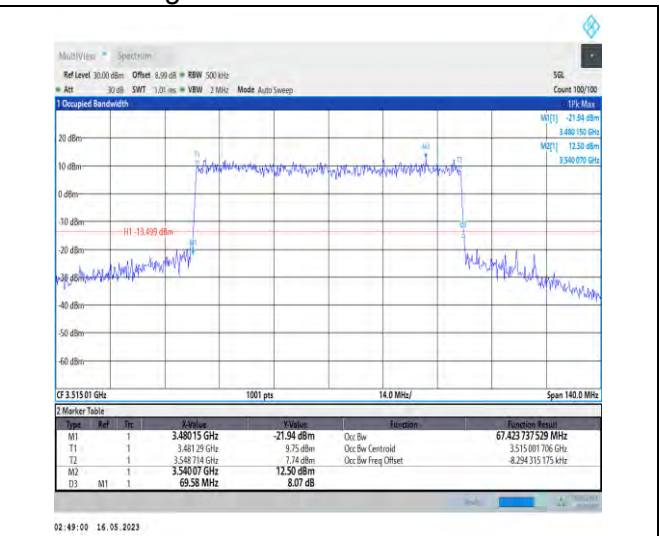 MultiView Spectrum
Ref Level 30.00 dBm Offset 8.99 dB RBW 500 kHz SGL
Att 30 dB SWT 1.01 ms VBW 2 MHz Mode Auto Sweep Count 100/100
1 Occupied Bandwidth 1Pk Max
M1[1] -21.94 dBm
3.480 150 GHz
M2[1] 12.50 dBm
3.540 070 GHz
20 dBm
M2
T1
T2
10 dBm
0 dBm
-10 dBm
H1 -13.499 dBm
D3
M1
-20 dBm
-30 dBm
-40 dBm
-50 dBm
-60 dBm
CF 3.515 01 GHz 1001 pts 14.0 MHz/ Span 140.0 MHz
2 Marker Table
Type Ref Trc X-Value Y-Value Function Function Result
M1 1 3.48015 GHz -21.94 dBm Occ Bw 67.423 737 529 MHz
T1 1 3.48129 GHz 9.75 dBm Occ Bw Centroid 3.515 001 706 GHz
T2 1 3.548 714 GHz 7.74 dBm Occ Bw Freq Offset -8.294 315 175 kHz
M2 1 3.54007 GHz 12.50 dBm
D3 M1 1 69.58 MHz 8.07 dB
02:49:00 16.05.2023